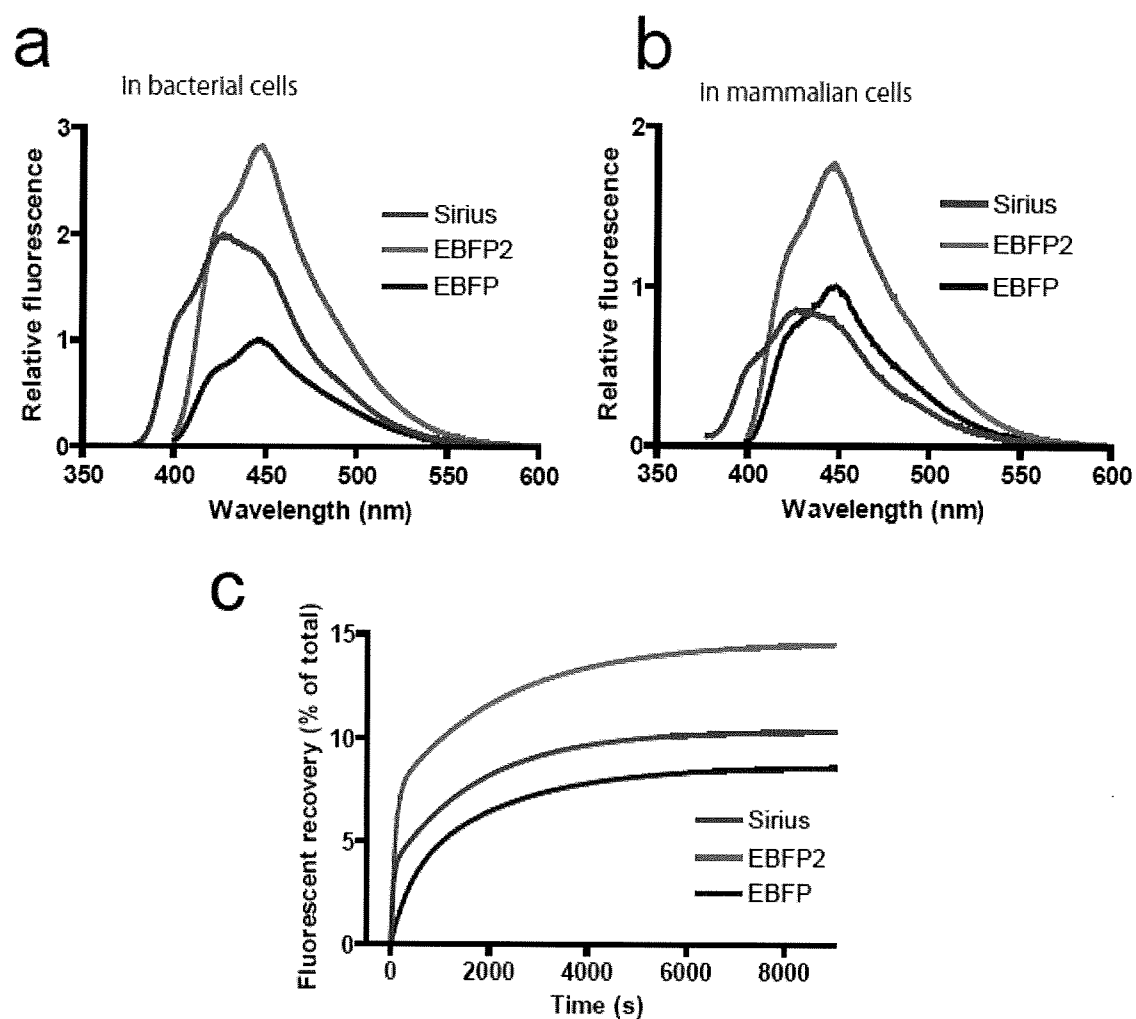 a
in bacterial cells
3
2
1
0
Relative fluorescence
350 400 450 500 550 600
Wavelength (nm)
Sirius
EBFP2
EBFP
b
in mammalian cells
2
1
0
Relative fluorescence
350 400 450 500 550 600
Wavelength (nm)
Sirius
EBFP2
EBFP
c
15
10
5
0
Fluorescent recovery (% of total)
0 2000 4000 6000 8000
Time (s)
Sirius
EBFP2
EBFP